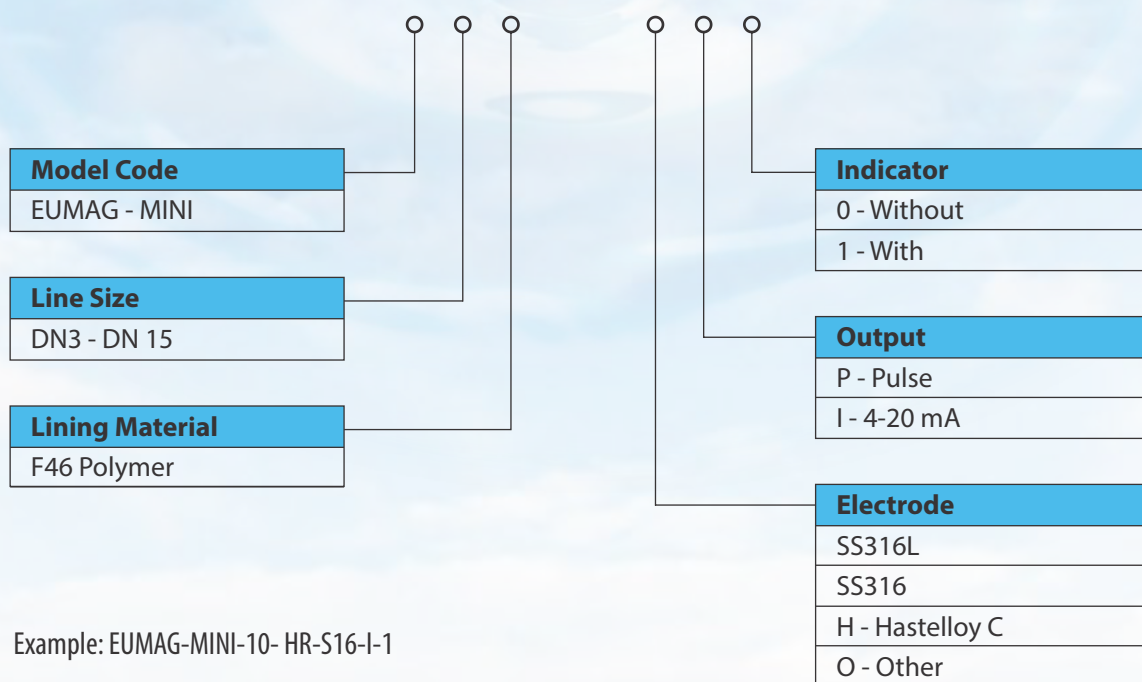 Model Code
EUMAG - MINI
Line Size
DN3 - DN 15
Lining Material
F46 Polymer
Indicator
0 - Without
1 - With
Output
P - Pulse
I - 4-20 mA
Electrode
SS316L
SS316
H - Hastelloy C
O - Other
Example: EUMAG-MINI-10- HR-S16-I-1